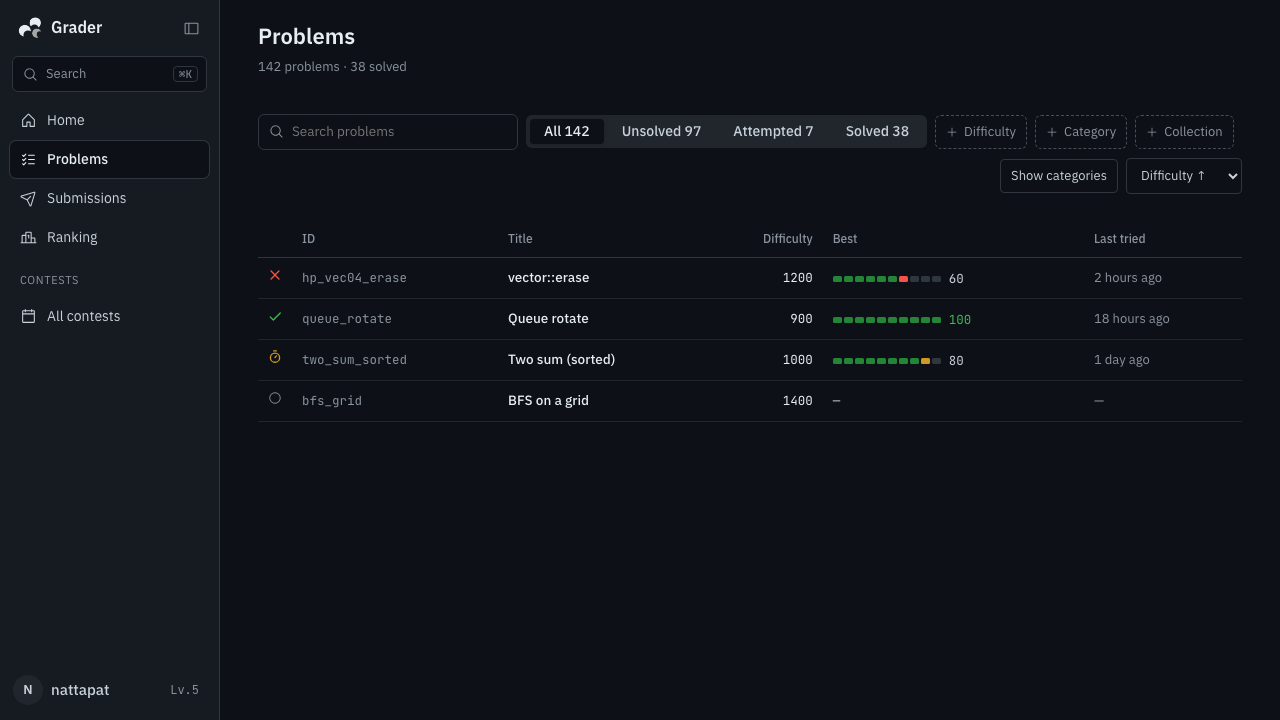 Grader
Search ⌘K
Home
Problems
Submissions
Ranking
CONTESTS
All contests
N nattapat Lv.5
Problems
142 problems · 38 solved
Search problems
All 142 Unsolved 97 Attempted 7 Solved 38
+ Difficulty + Category + Collection
Show categories Difficulty ↑
ID Title Difficulty Best Last tried
hp_vec04_erase vector::erase 1200 60 2 hours ago
queue_rotate Queue rotate 900 100 18 hours ago
two_sum_sorted Two sum (sorted) 1000 80 1 day ago
bfs_grid BFS on a grid 1400 — —